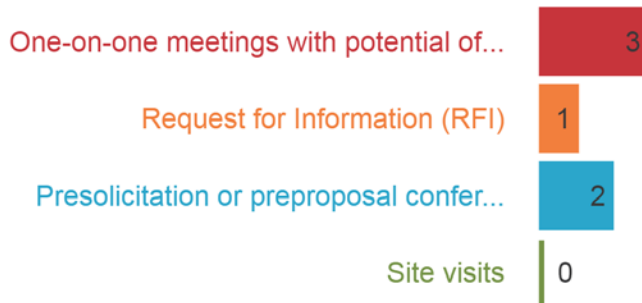 One-on-one meetings with potential of... 3
Request for Information (RFI) 1
Presolicitation or preproposal confer... 2
Site visits 0